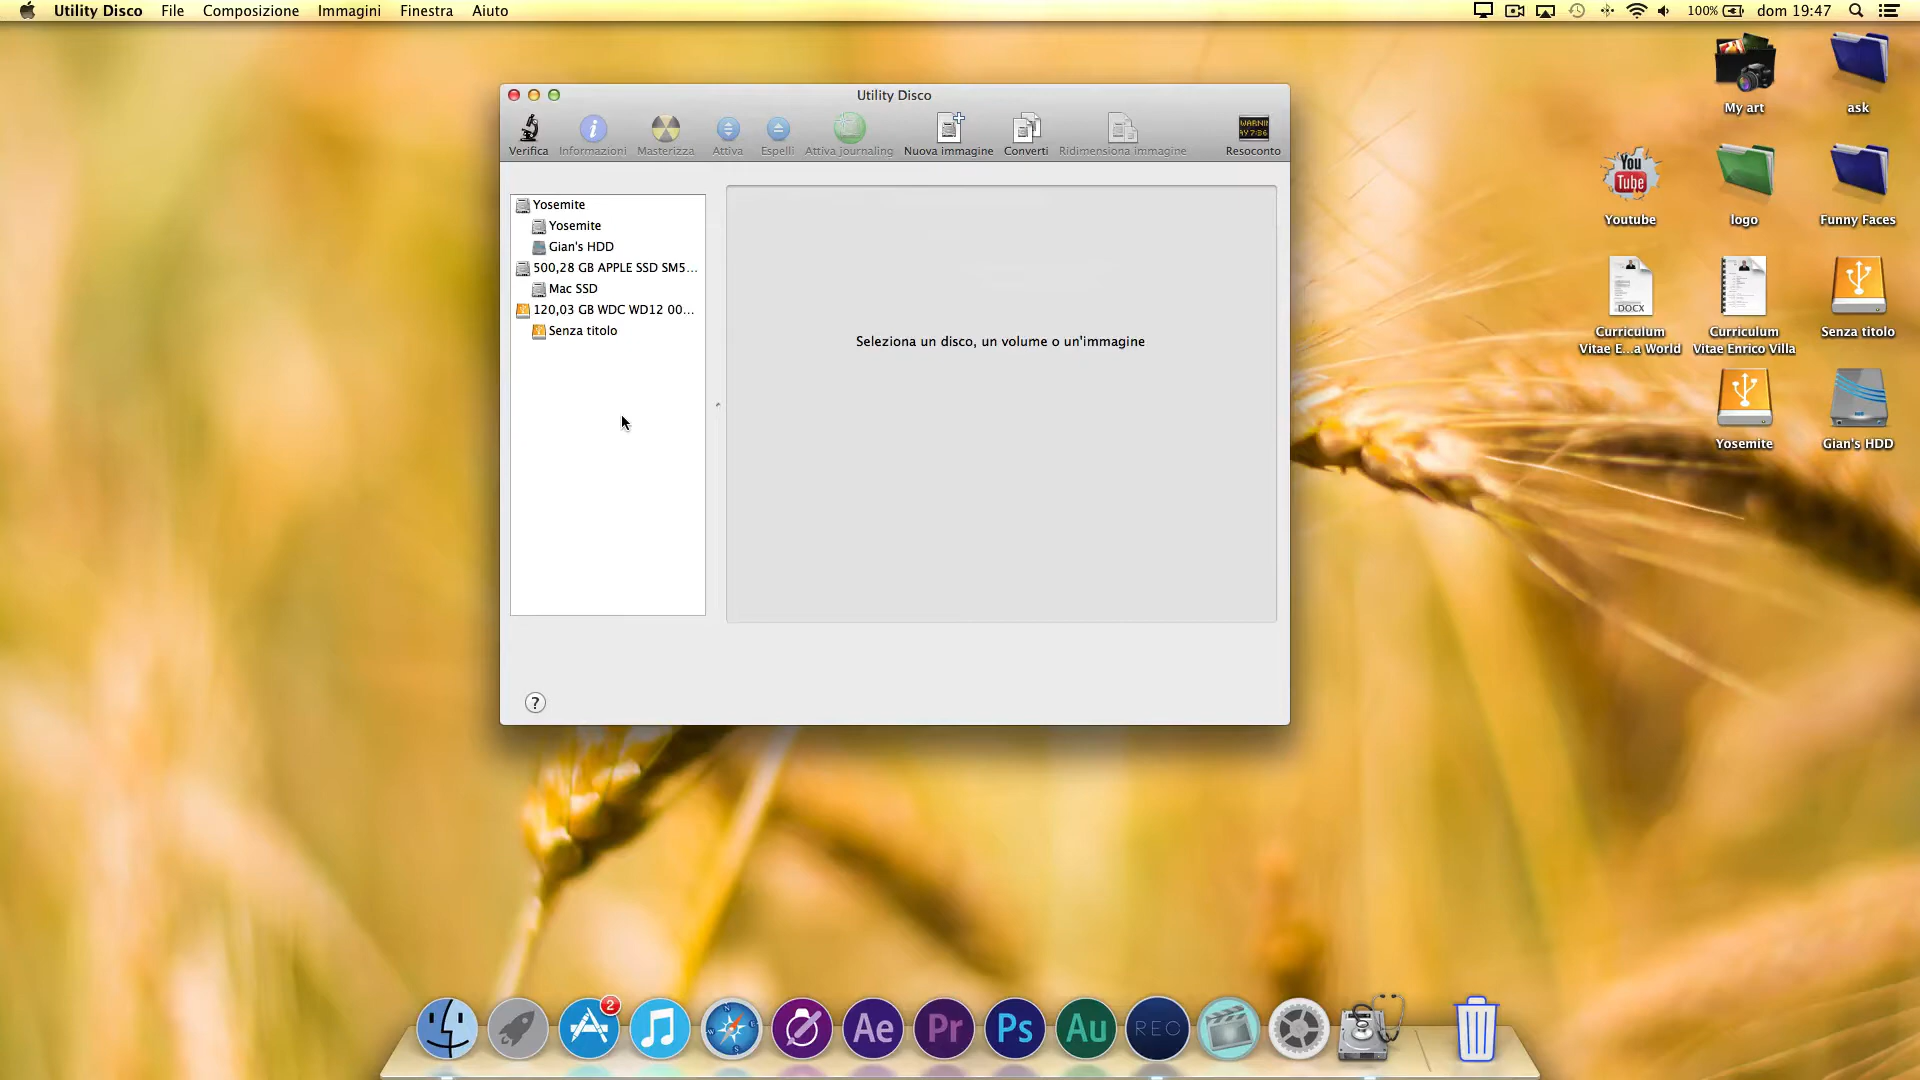 Utility Disco File Composizione Immagini Finestra Aiuto 100% dom 19:47
Utility Disco
Verifica Informazioni Masterizza Attiva Espelli Attiva journaling Nuova immagine Converti Ridimensiona immagine Resoconto
Yosemite
Yosemite
Gian's HDD
500,28 GB APPLE SSD SM5...
Mac SSD
120,03 GB WDC WD12 00...
Senza titolo
Seleziona un disco, un volume o un'immagine
?
My art
ask
You
Tube
Youtube
logo
Funny Faces
DOCX
Curriculum
Vitae E...a World
Curriculum
Vitae Enrico Villa
Senza titolo
Yosemite
Gian's HDD
2
Ae
Pr
Ps
Au
REC